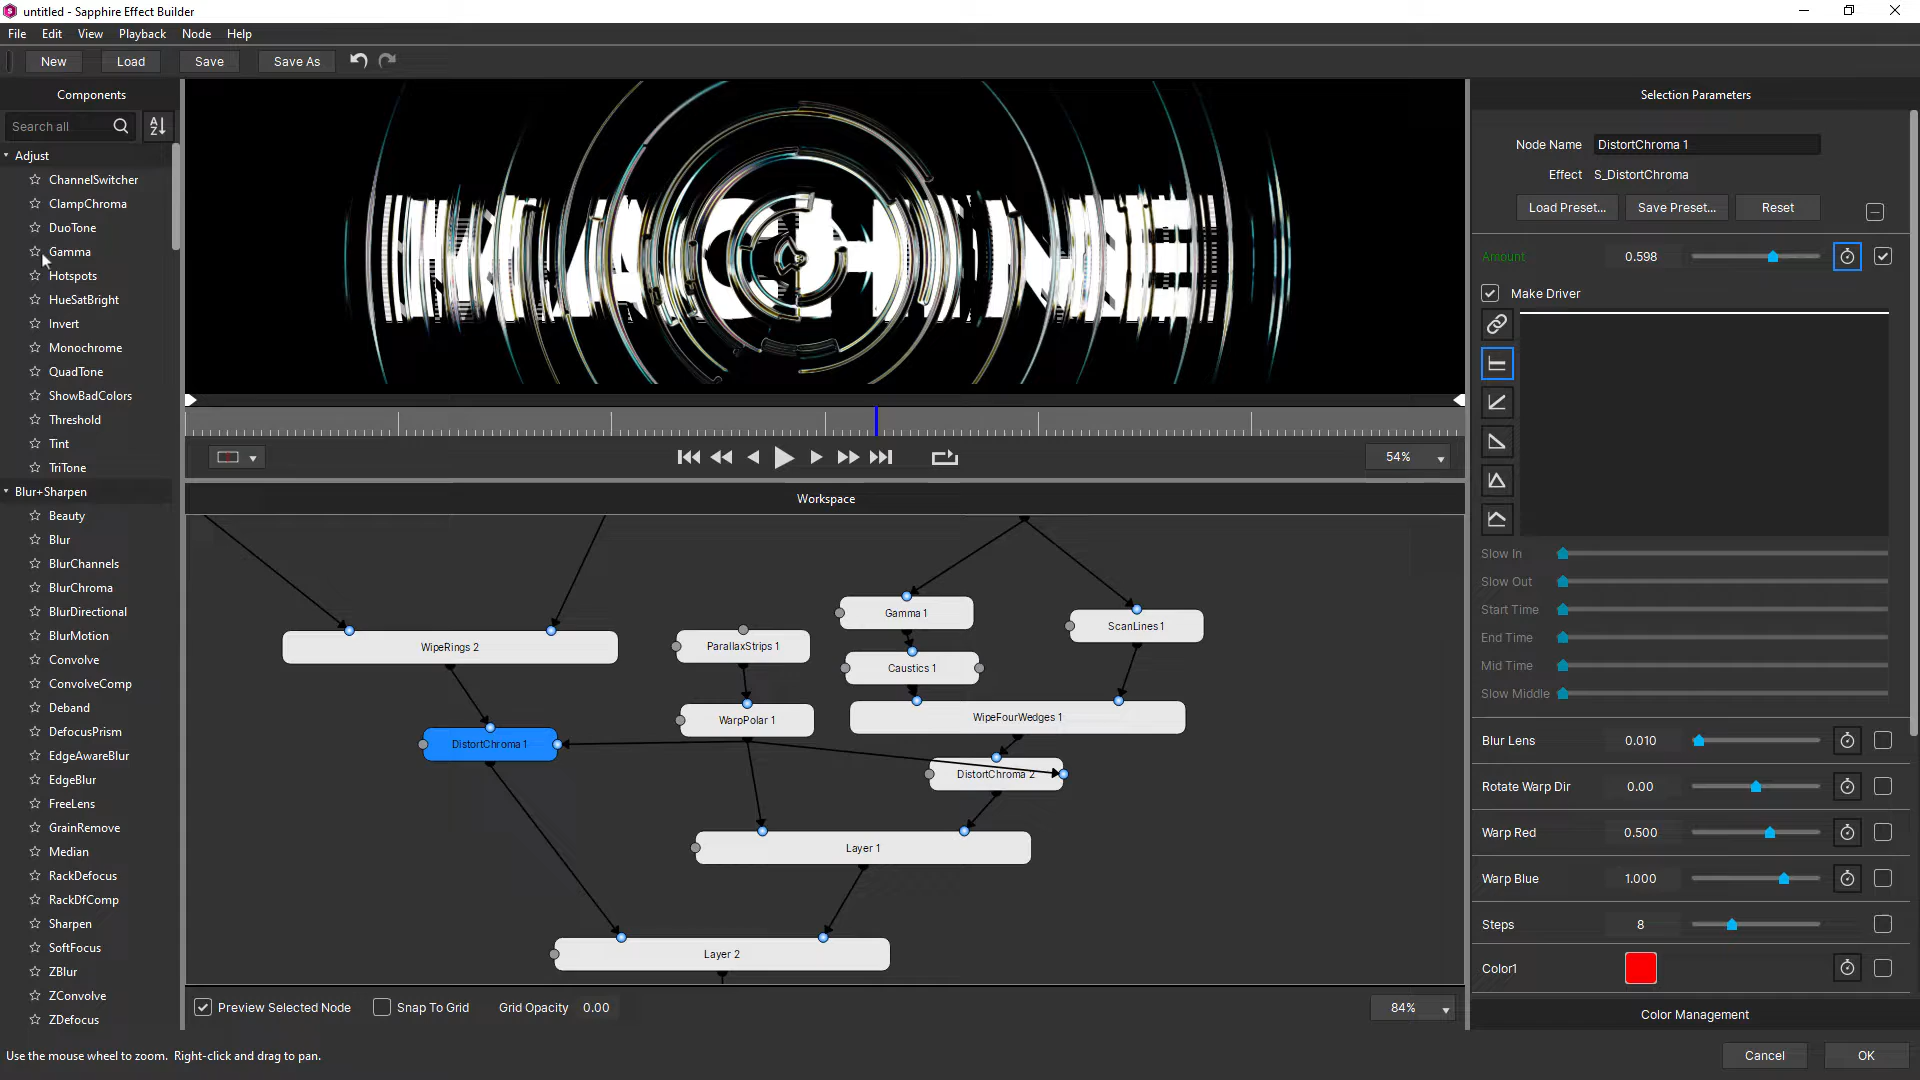 untitled - Sapphire Effect Builder
File Edit View Playback Node Help
New Load Save Save As
Components
Search all
A Z
Adjust
ChannelSwitcher
ClampChroma
DuoTone
Gamma
Hotspots
HueSatBright
Invert
Monochrome
QuadTone
ShowBadColors
Threshold
Tint
TriTone
Blur+Sharpen
Beauty
Blur
BlurChannels
BlurChroma
BlurDirectional
BlurMotion
Convolve
ConvolveComp
Deband
DefocusPrism
EdgeAwareBlur
EdgeBlur
FreeLens
GrainRemove
Median
RackDefocus
RackDfComp
Sharpen
SoftFocus
ZBlur
ZConvolve
ZDefocus
MACHINE
54%
Workspace
WipeRings 2
ParallaxStrips 1
Gamma 1
ScanLines 1
Caustics 1
WarpPolar 1
WipeFourWedges 1
DistortChroma 1
DistortChroma 2
Layer 1
Layer 2
Preview Selected Node Snap To Grid Grid Opacity 0.00 84%
Selection Parameters
Node Name DistortChroma 1
Effect S_DistortChroma
Load Preset... Save Preset... Reset
Amount 0.598
Make Driver
Slow In
Slow Out
Start Time
End Time
Mid Time
Slow Middle
Blur Lens 0.010
Rotate Warp Dir 0.00
Warp Red 0.500
Warp Blue 1.000
Steps 8
Color1
Color Management
Use the mouse wheel to zoom. Right-click and drag to pan.
Cancel OK